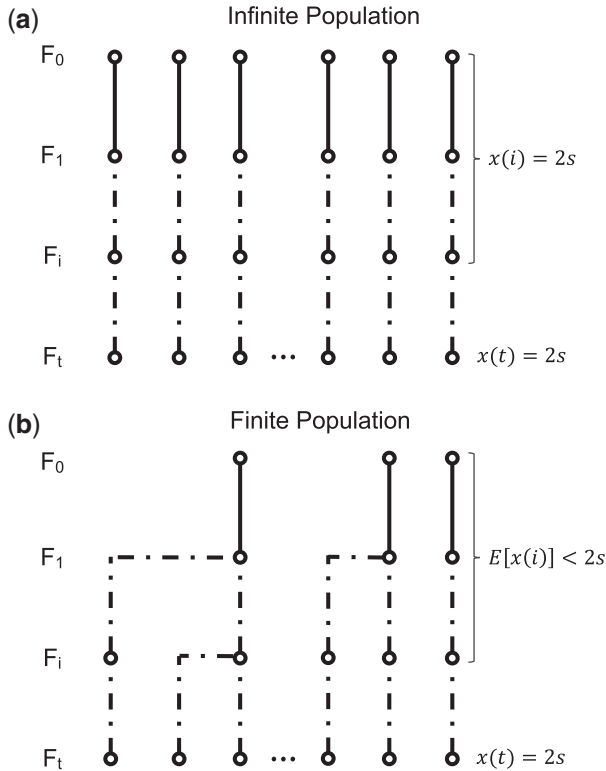 (a) Infinite Population
F₀
F₁
x(i) = 2s
Fᵢ
Fₜ ... x(t) = 2s
(b) Finite Population
F₀
F₁
E[x(i)] < 2s
Fᵢ
Fₜ ... x(t) = 2s